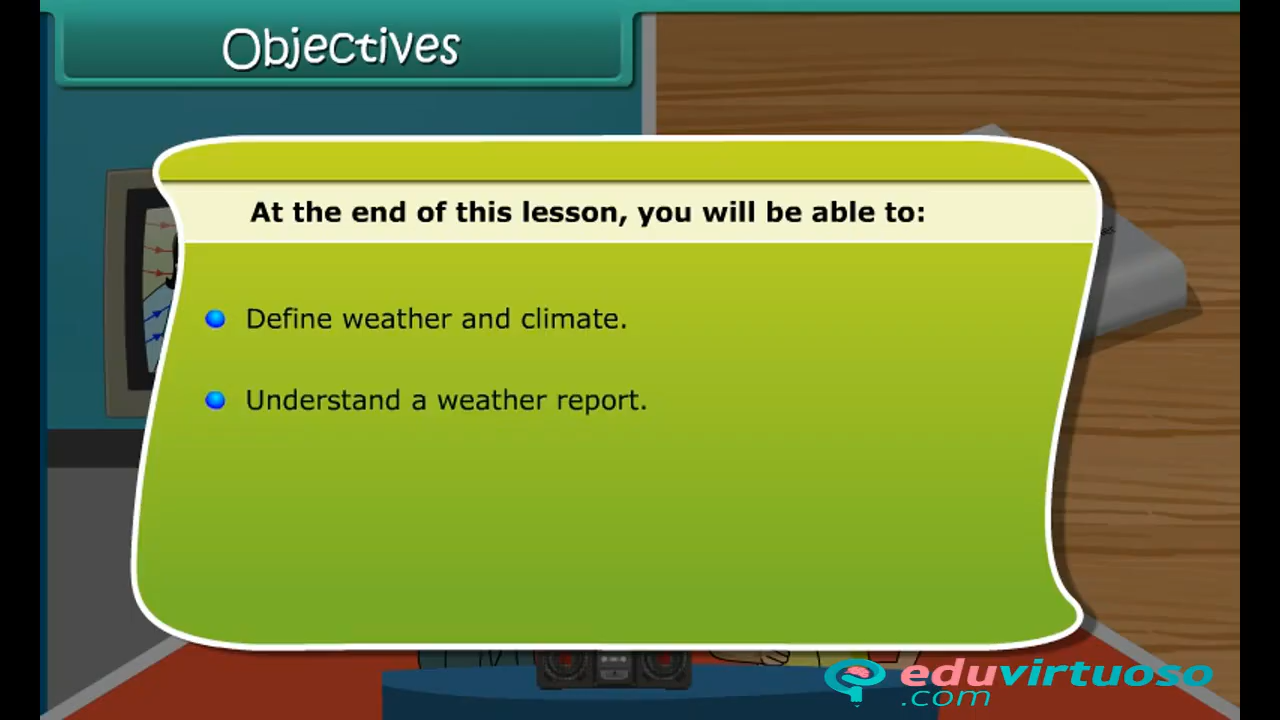 Objectives
At the end of this lesson, you will be able to:
Define weather and climate.
Understand a weather report.
eduvirtuoso
.com